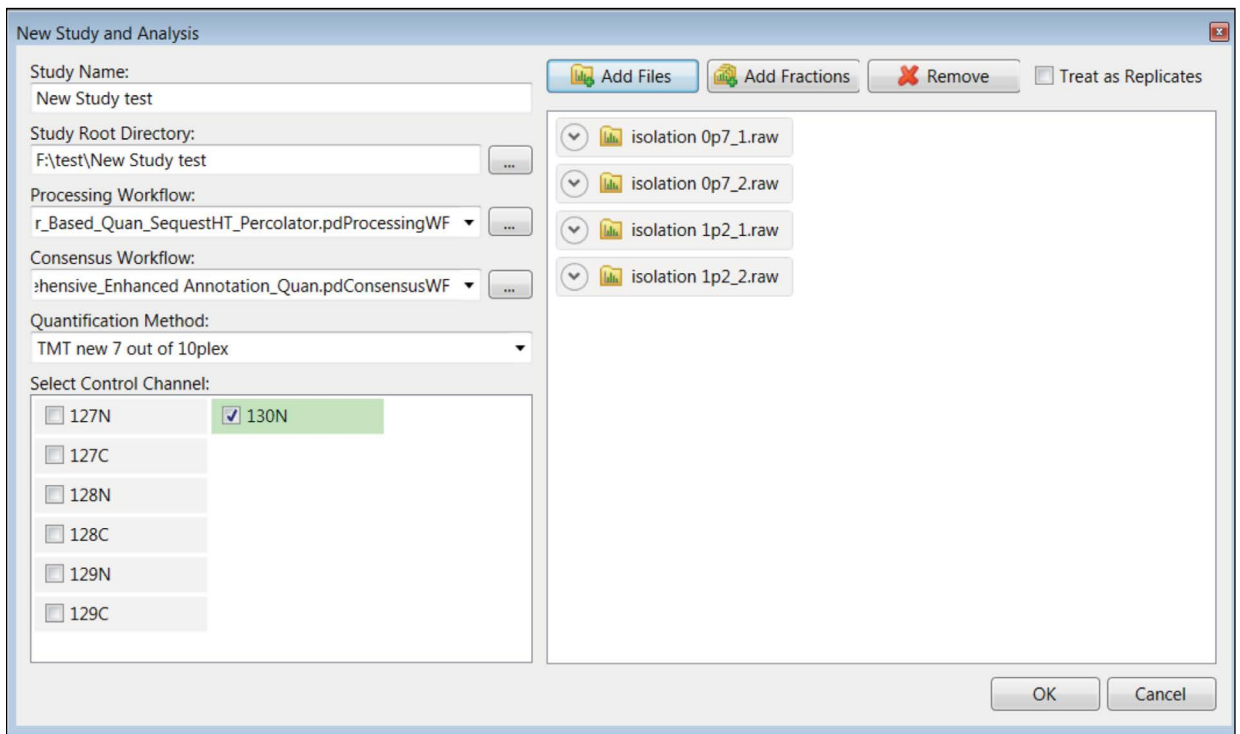 New Study and Analysis
Study Name:
New Study test
Study Root Directory:
F:\test\New Study test
...
Processing Workflow:
r_Based_Quan_SequestHT_Percolator.pdProcessingWF
...
Consensus Workflow:
ehensive_Enhanced Annotation_Quan.pdConsensusWF
...
Quantification Method:
TMT new 7 out of 10plex
Select Control Channel:
127N
130N
127C
128N
128C
129N
129C
Add Files
Add Fractions
Remove
Treat as Replicates
isolation 0p7_1.raw
isolation 0p7_2.raw
isolation 1p2_1.raw
isolation 1p2_2.raw
OK
Cancel